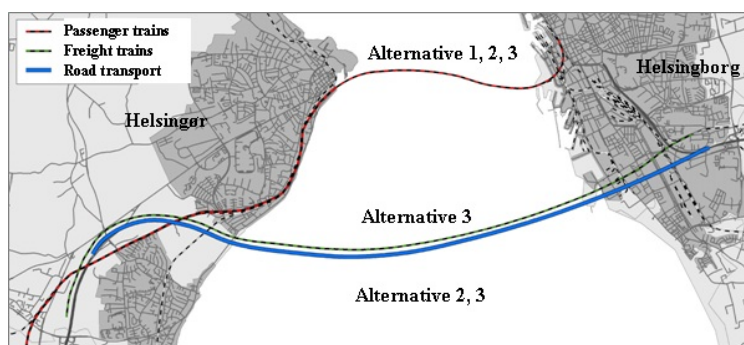 Passenger trains
Freight trains
Road transport
Alternative 1, 2, 3
Helsingborg
Helsingør
Alternative 3
Alternative 2, 3